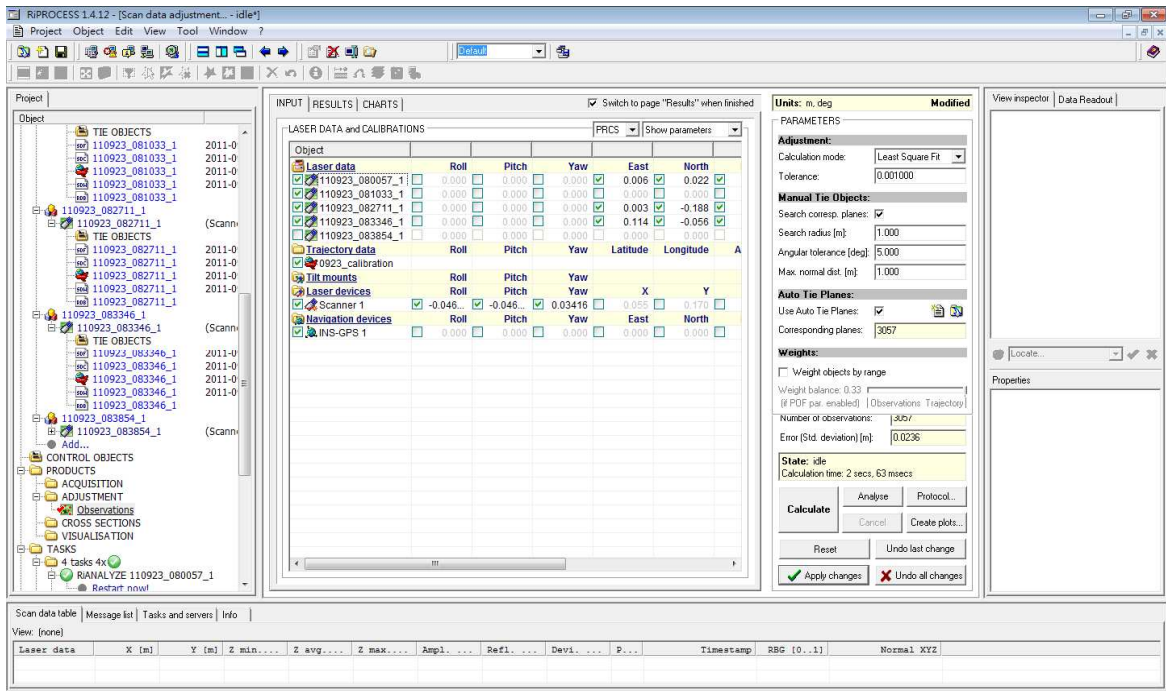 RiPROCESS 1.4.12 - [Scan data adjustment... - idle*]
Project Object Edit View Tool Window ?
Default
Project
Object
TIE OBJECTS
110923_081033_1 2011-0
110923_081033_1 2011-0
110923_081033_1 2011-0
110923_081033_1 2011-0
110923_081033_1
110923_082711_1
110923_082711_1 (Scann
TIE OBJECTS
110923_082711_1 2011-0
110923_082711_1 2011-0
110923_082711_1 2011-0
110923_082711_1 2011-0
110923_082711_1
110923_083346_1
110923_083346_1 (Scann
TIE OBJECTS
110923_083346_1 2011-0
110923_083346_1 2011-0
110923_083346_1 2011-0
110923_083346_1 2011-0
110923_083346_1
110923_083854_1
110923_083854_1 (Scann
Add...
CONTROL OBJECTS
PRODUCTS
ACQUISITION
ADJUSTMENT
Observations
CROSS SECTIONS
VISUALISATION
TASKS
4 tasks 4x
RiANALYZE 110923_080057_1
Restart now!
INPUT RESULTS CHARTS Switch to page "Results" when finished
LASER DATA and CALIBRATIONS PRCS Show parameters
Object
Laser data Roll Pitch Yaw East North
110923_080057_1 0.000 0.000 0.000 0.006 0.022
110923_081033_1 0.000 0.000 0.000 0.000 0.000
110923_082711_1 0.000 0.000 0.000 0.003 -0.188
110923_083346_1 0.000 0.000 0.000 0.114 -0.056
110923_083854_1 0.000 0.000 0.000 0.000 0.000
Trajectory data Roll Pitch Yaw Latitude Longitude A
0923_calibration
Tilt mounts Roll Pitch Yaw
Laser devices Roll Pitch Yaw X Y
Scanner 1 -0.046... -0.046... 0.03416 0.055 0.170
Navigation devices Roll Pitch Yaw East North
INS-GPS 1 0.000 0.000 0.000 0.000 0.000
Units: m, deg Modified
PARAMETERS
Adjustment:
Calculation mode: Least Square Fit
Tolerance: 0.001000
Manual Tie Objects:
Search corresp. planes:
Search radius [m]: 1.000
Angular tolerance [deg]: 5.000
Max. normal dist. [m]: 1.000
Auto Tie Planes:
Use Auto Tie Planes:
Corresponding planes: 3057
Weights:
Weight objects by range
Weight balance: 0.33
(if POF par. enabled) Observations Trajectory
Number of observations: 3057
Error (Std. deviation) [m]: 0.0236
State: idle
Calculation time: 2 secs, 63 msecs
Calculate Analyse Protocol...
Cancel Create plots...
Reset Undo last change
Apply changes Undo all changes
View inspector Data Readout
Locate...
Properties
Scan data table Message list Tasks and servers Info
View: (none)
Laser data X [m] Y [m] Z min.... Z avg.... Z max.... Ampl. ... Refl. ... Devi. ... P... Timestamp RBG [0..1] Normal XYZ